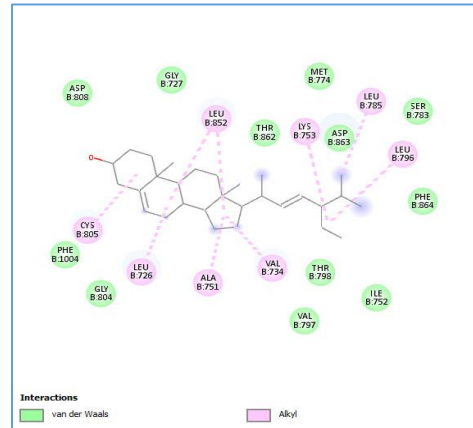 MET
B:774
GLY
B:727
ASP
B:808
LEU
B:785
SER
B:783
LEU
B:852
THR
B:862
LYS
B:753
ASP
B:863
LEU
B:796
O
PHE
B:864
CYS
B:805
PHE
B:1004
LEU
B:726
VAL
B:734
THR
B:798
GLY
B:804
ALA
B:751
ILE
B:752
VAL
B:797
Interactions
van der Waals
Alkyl